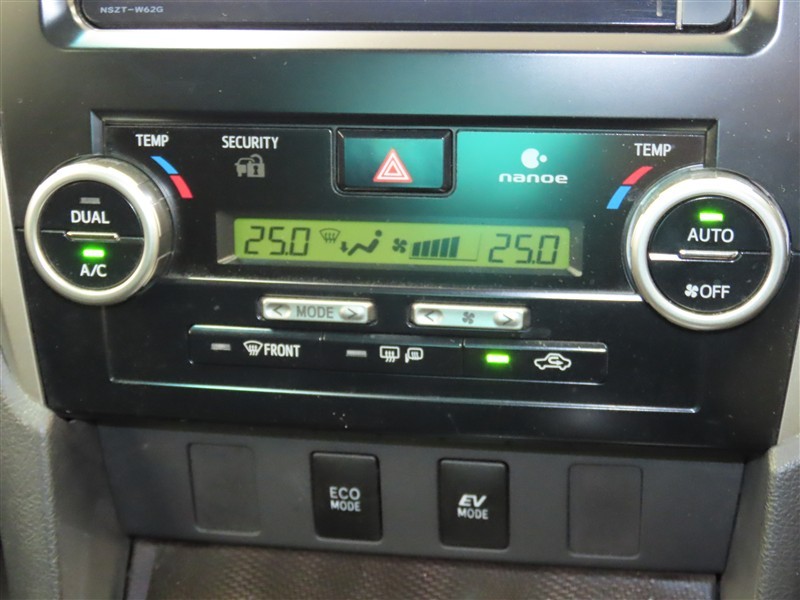 NSZT-W62G
TEMP
SECURITY
nanoe
TEMP
DUAL
A/C
25.0
25.0
AUTO
OFF
< MODE >
< >
FRONT
ECO
MODE
EV
MODE